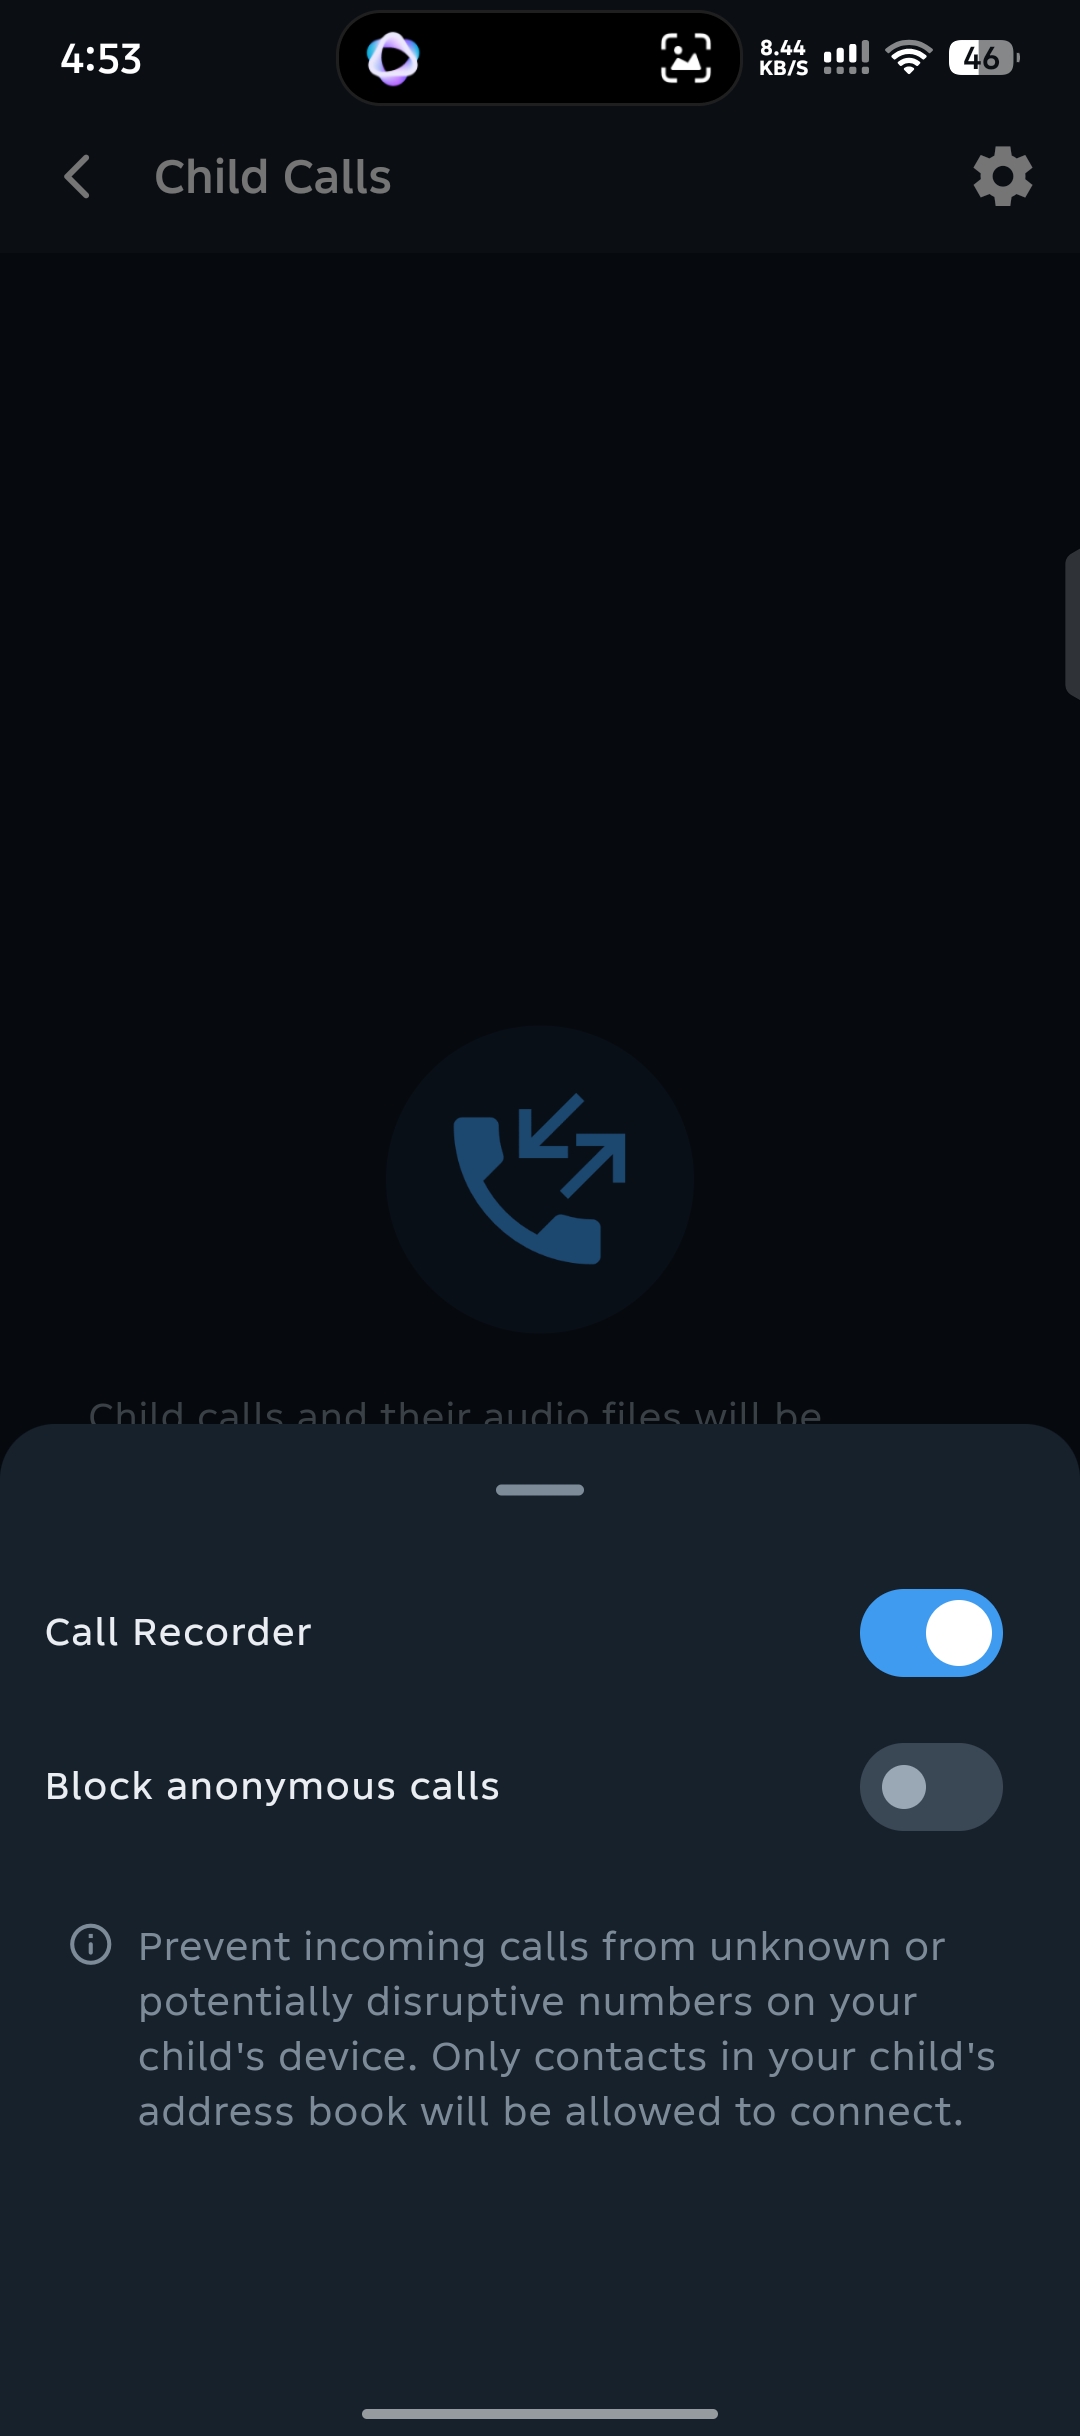 4:53
8.44
KB/S
46
Child Calls
Child calls and their audio files will be
Call Recorder
Block anonymous calls
Prevent incoming calls from unknown or
potentially disruptive numbers on your
child's device. Only contacts in your child's
address book will be allowed to connect.